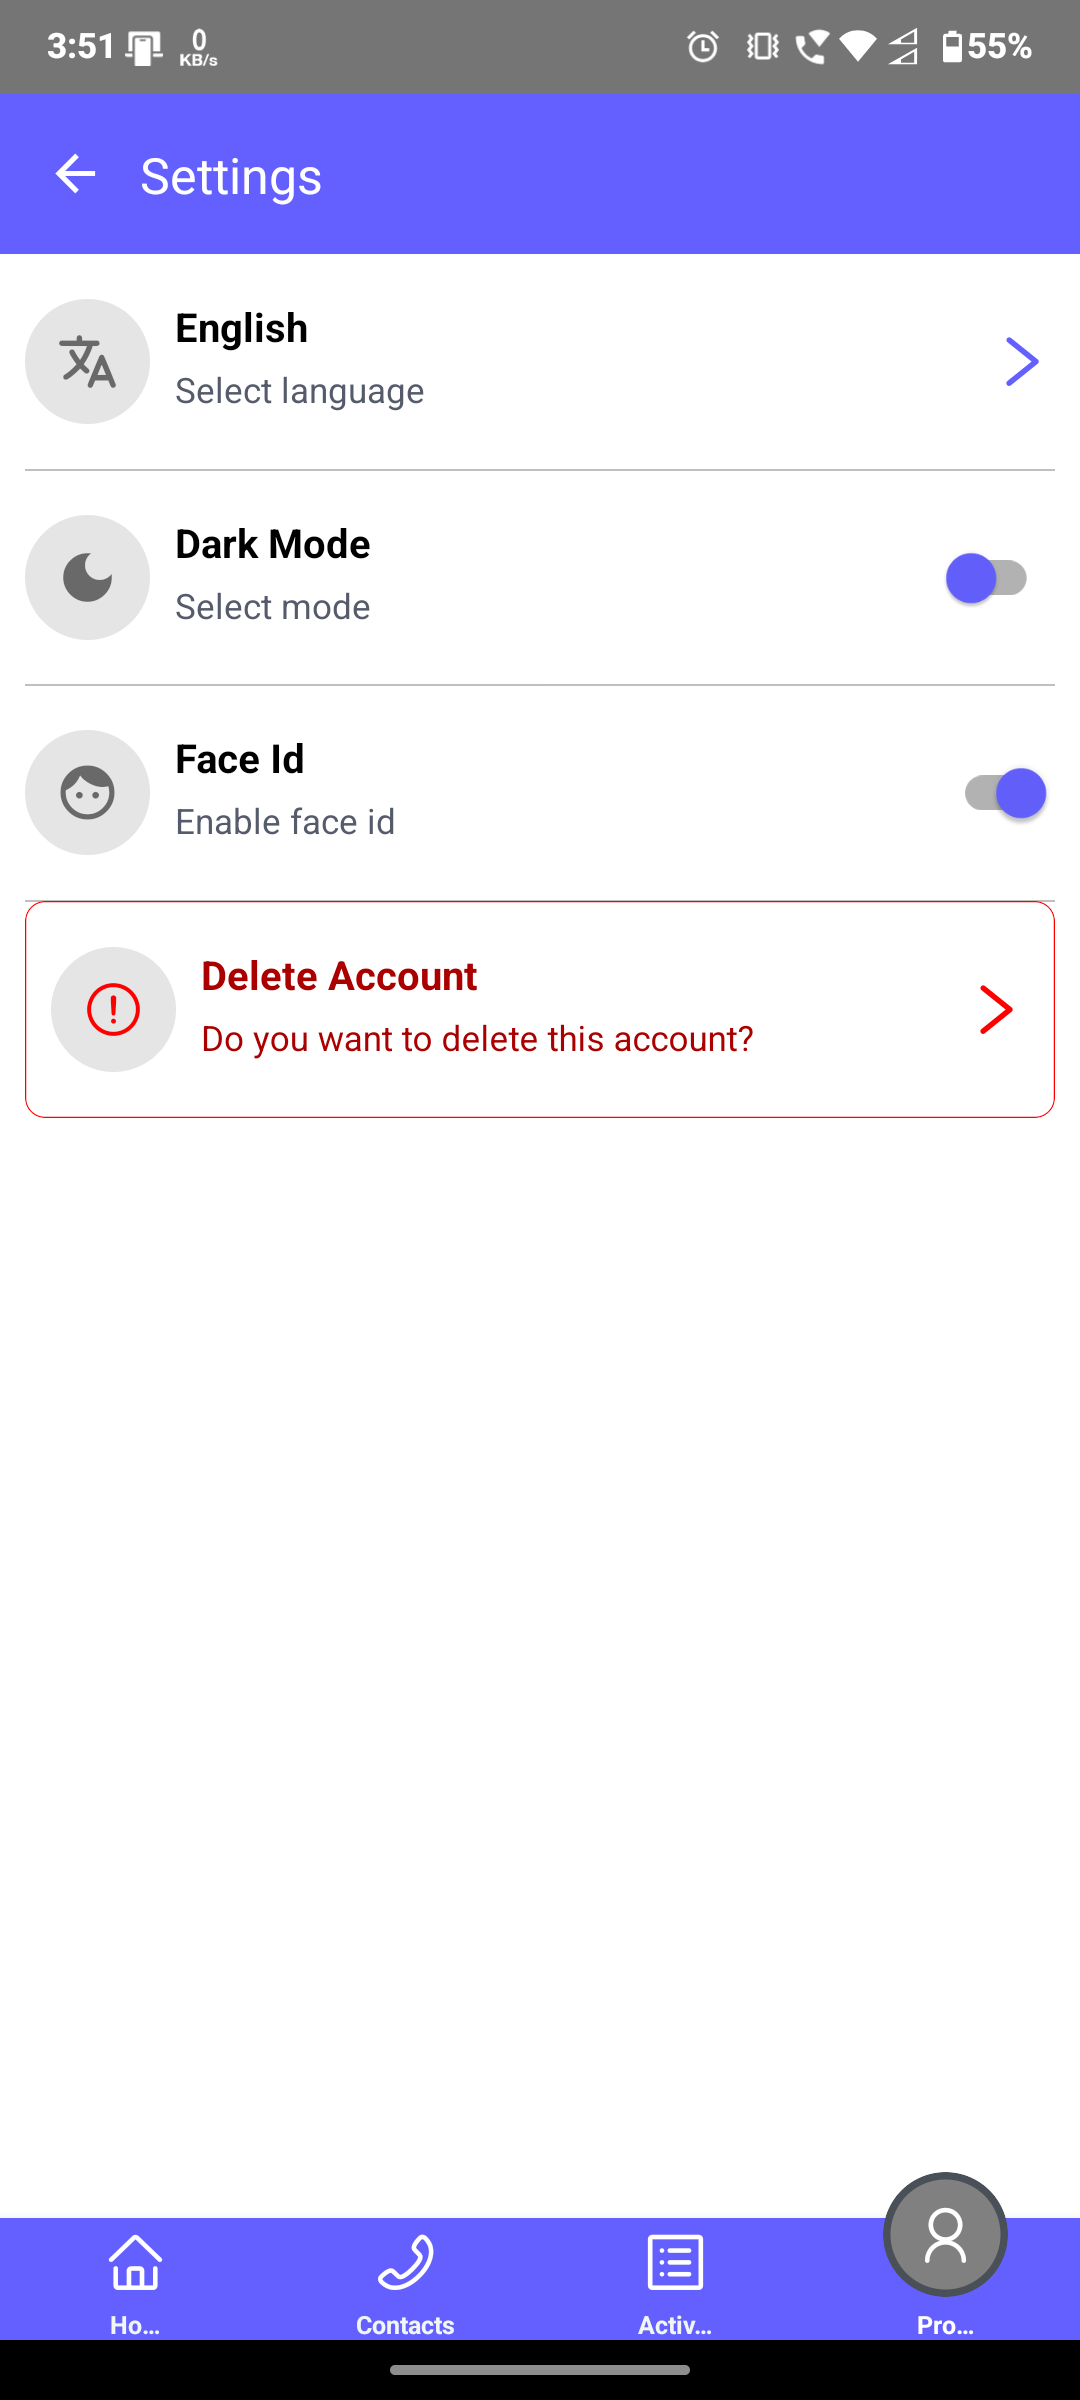 3:51 0 KB/s 55%
Settings
English
Select language
Dark Mode
Select mode
Face Id
Enable face id
Delete Account
Do you want to delete this account?
Ho... Contacts Activ... Pro...